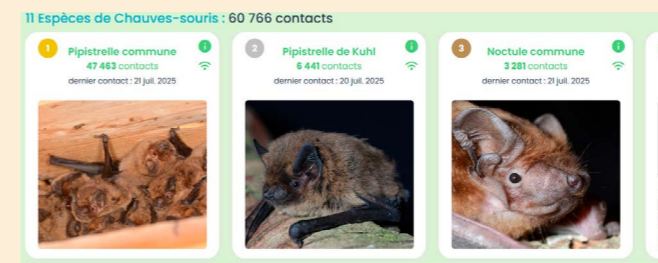 11 Espèces de Chauves-souris : 60 766 contacts
1
Pipistrelle commune
47 463 contacts
dernier contact : 21 juil. 2025
2
Pipistrelle de Kuhl
6 441 contacts
dernier contact : 20 juil. 2025
3
Noctule commune
3 281 contacts
dernier contact : 21 juil. 2025